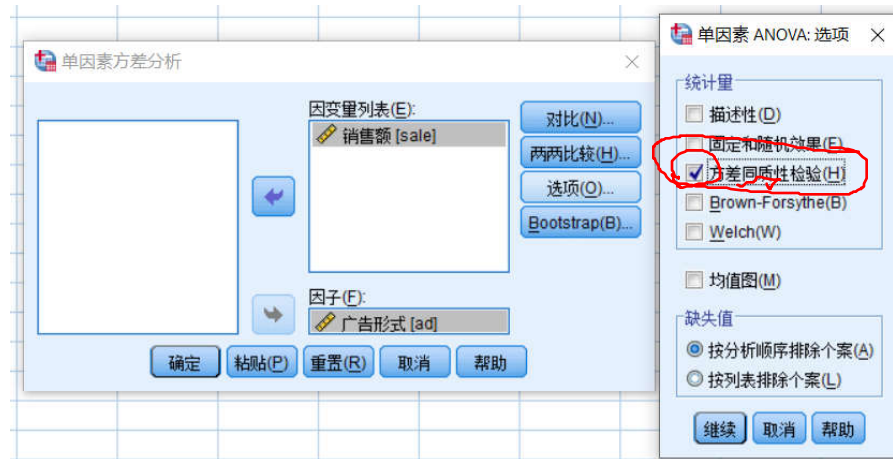 单因素方差分析
因变量列表(E):
销售额 [sale]
对比(N)...
两两比较(H)...
选项(O)...
Bootstrap(B)...
因子(F):
广告形式 [ad]
确定
粘贴(P)
重置(R)
取消
帮助
单因素 ANOVA: 选项
统计量
描述性(D)
固定和随机效果(F)
方差同质性检验(H)
Brown-Forsythe(B)
Welch(W)
均值图(M)
缺失值
按分析顺序排除个案(A)
按列表排除个案(L)
继续
取消
帮助